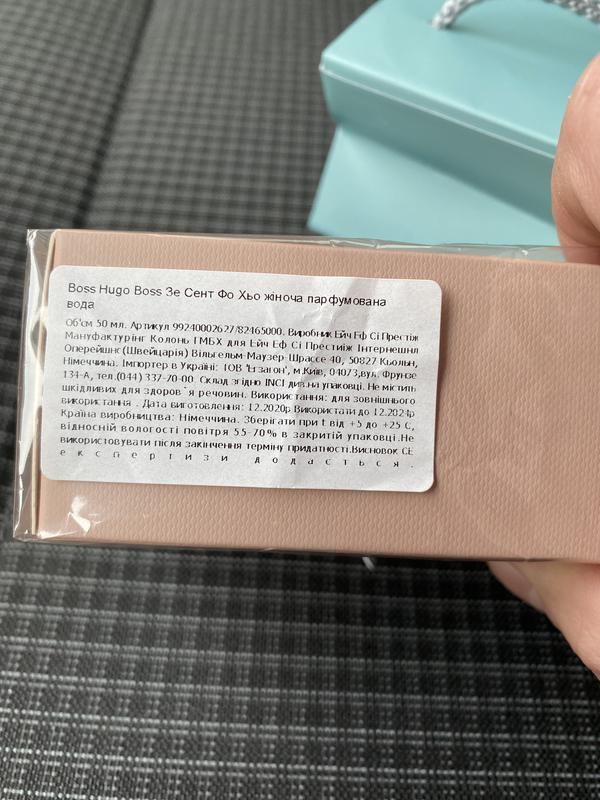 Boss Hugo Boss Зе Сент Фо Хьо жіноча парфумована
вода
Об'єм 50 мл. Артикул 99240002627/82465000. Виробник Ейч Еф Сі Престіж
Мануфактурінг Колонь ГМБХ для Ейч Еф Сі Престиж Інтернешнл
Оперейшнс (Швейцарія) Вільгельм-Маузер-Шрассе 40, 50827 Кьольн,
Німеччина. Імпортер в Україні: ТОВ м.Київ, 04073,вул. Фрунзе
134-А, тел.(044) 337-70-00 Склад згідно INCI див.на упаковці. Не містить
шкідливих для здоров`я речовин. Використання: для зовнішнього
використання . Дата виготовлення: 12.2020р Використати до 12.2024р
Країна виробництва: Німеччина. Зберігати при t від +5 до +25 С,
відносній вологості повітря 55-70% в закритій упаковці.Не
використовувати після закінчення терміну придатності.Висновок СЕ
експертизи додається.